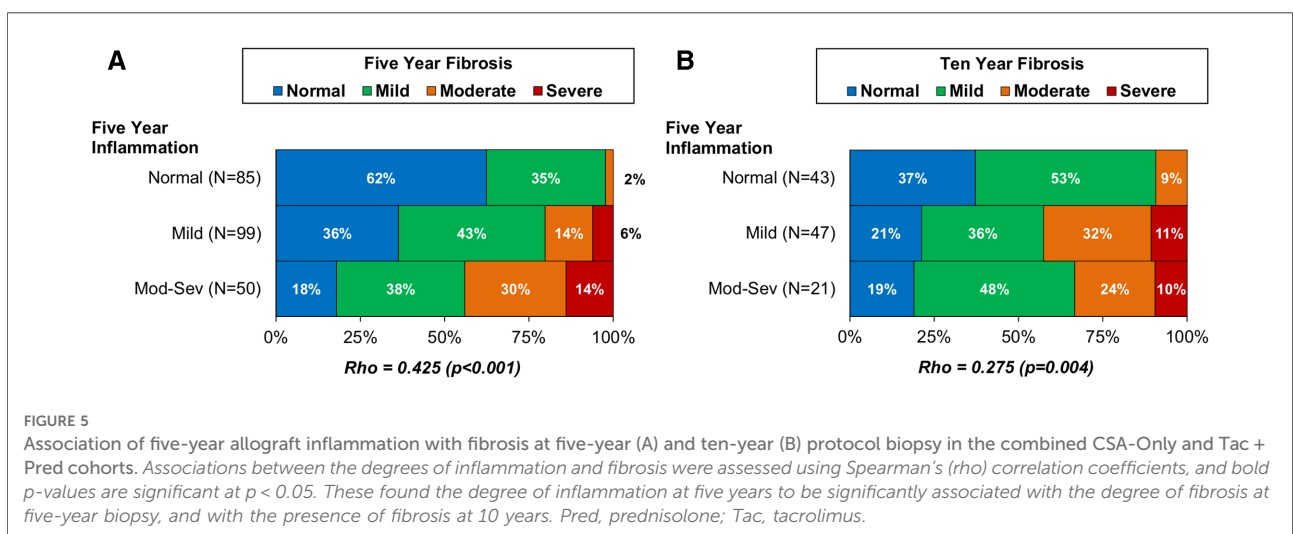 A
Five Year Fibrosis
Normal Mild Moderate Severe
Five Year
Inflammation
Normal (N=85) 62% 35% 2%
Mild (N=99) 36% 43% 14% 6%
Mod-Sev (N=50) 18% 38% 30% 14%
0% 25% 50% 75% 100%
Rho = 0.425 (p<0.001)
B
Ten Year Fibrosis
Normal Mild Moderate Severe
Five Year
Inflammation
Normal (N=43) 37% 53% 9%
Mild (N=47) 21% 36% 32% 11%
Mod-Sev (N=21) 19% 48% 24% 10%
0% 25% 50% 75% 100%
Rho = 0.275 (p=0.004)
FIGURE 5
Association of five-year allograft inflammation with fibrosis at five-year (A) and ten-year (B) protocol biopsy in the combined CSA-Only and Tac +
Pred cohorts. Associations between the degrees of inflammation and fibrosis were assessed using Spearman's (rho) correlation coefficients, and bold
p-values are significant at p < 0.05. These found the degree of inflammation at five years to be significantly associated with the degree of fibrosis at
five-year biopsy, and with the presence of fibrosis at 10 years. Pred, prednisolone; Tac, tacrolimus.